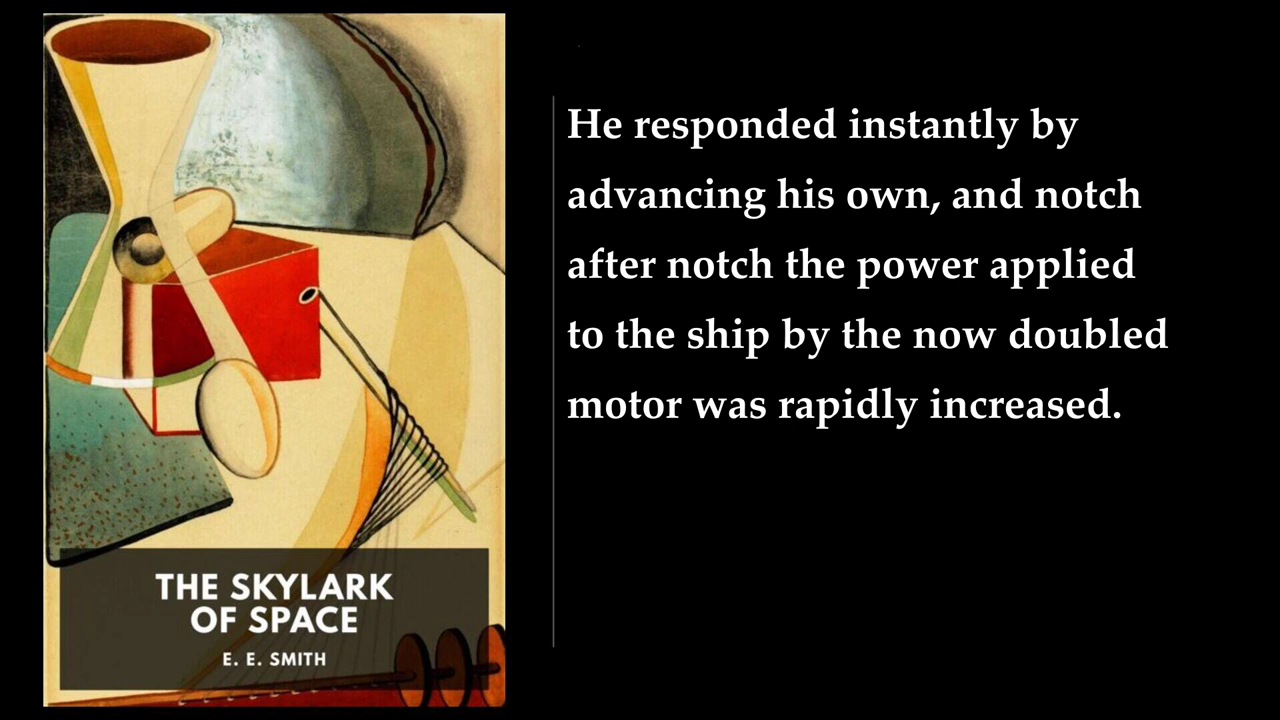 THE SKYLARK
OF SPACE
E. E. SMITH
He responded instantly by
advancing his own, and notch
after notch the power applied
to the ship by the now doubled
motor was rapidly increased.